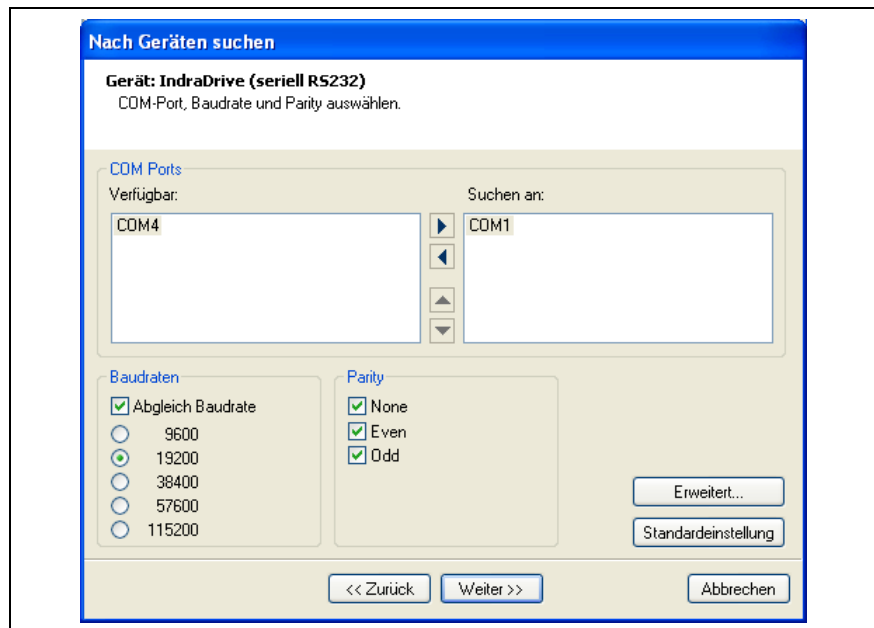 Nach Geräten suchen
Gerät: IndraDrive (seriell RS232)
COM-Port, Baudrate und Parity auswählen.
COM Ports
Verfügbar:
Suchen an:
COM4
COM1
Baudraten
Parity
Abgleich Baudrate
None
9600
Even
19200
Odd
38400
57600
115200
Erweitert...
Standardeinstellung
<< Zurück
Weiter >>
Abbrechen